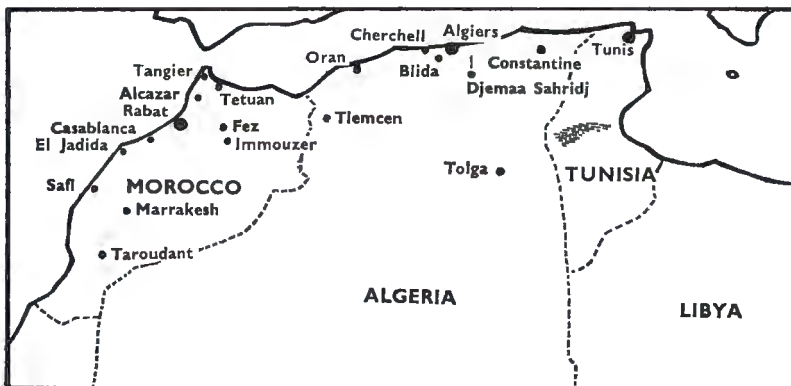 Cherchell
Algiers
Oran
Blida
Constantine
Tunis
Djemaa Sahridj
Tangier
Tetuan
Alcazar
Rabat
Fez
Immouzer
Tlemcen
Casablanca
El Jadida
Safi
MOROCCO
Marrakesh
Taroudant
Tolga
TUNISIA
ALGERIA
LIBYA